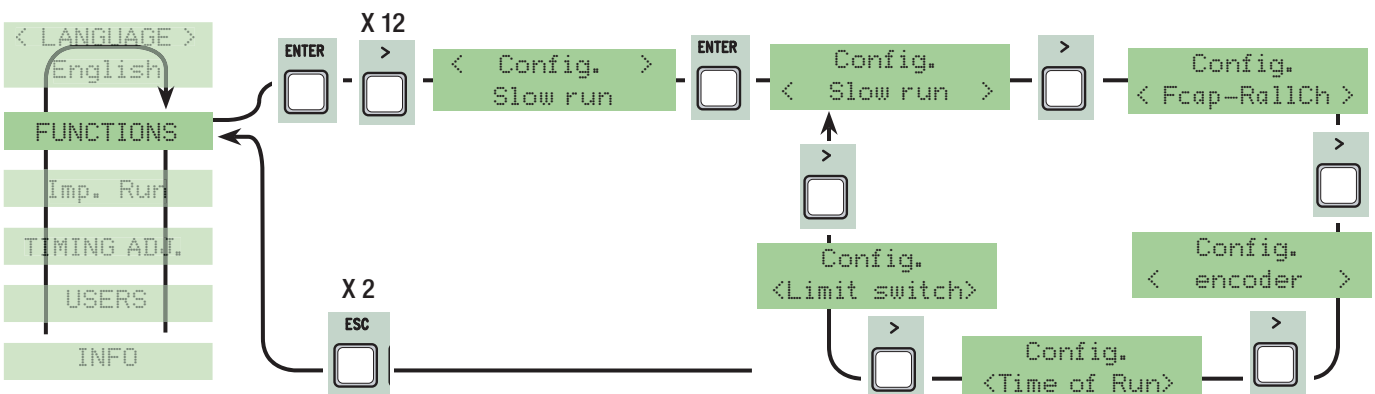 < LANGUAGE >
English
FUNCTIONS
Imp. Run
TIMING ADJ.
USERS
INFO
ENTER
X 12
>
< Config. >
Slow run
ENTER
Config.
< Slow run >
>
Config.
< Fcap-RallCh >
>
Config.
< encoder >
>
Config.
<Time of Run>
>
Config.
<Limit switch>
>
X 2
ESC